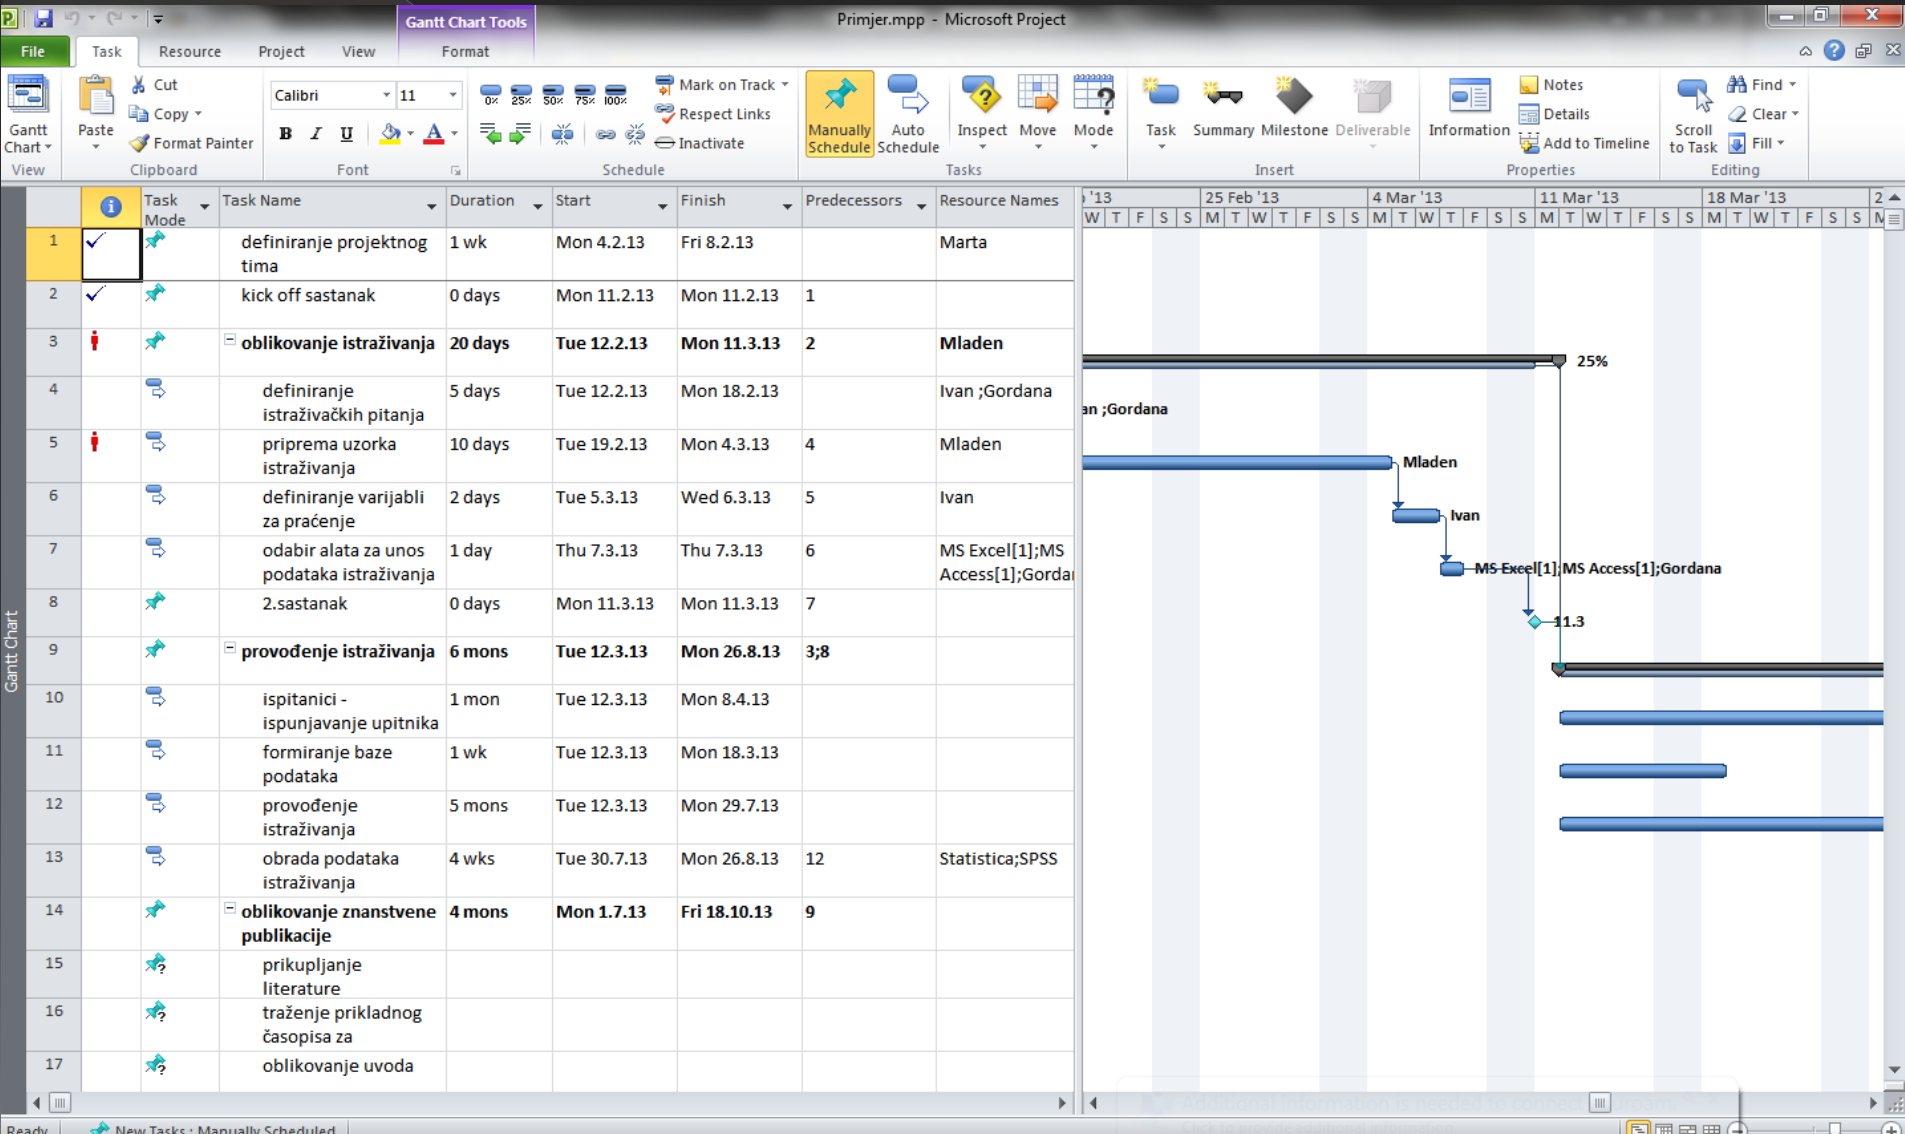 Primjer.mpp - Microsoft Project
Gantt Chart Tools
File Task Resource Project View Format
Gantt Chart
View
Paste
Cut
Copy
Format Painter
Clipboard
Calibri 11
B I U A
Font
0% 25% 50% 75% 100%
Mark on Track
Respect Links
Inactivate
Schedule
Manually Schedule
Auto Schedule
Inspect
Move
Mode
Tasks
Task
Summary
Milestone
Deliverable
Insert
Information
Notes
Details
Add to Timeline
Properties
Scroll to Task
Find
Clear
Fill
Editing
Task Mode Task Name Duration Start Finish Predecessors Resource Names
1 definiranje projektnog tima 1 wk Mon 4.2.13 Fri 8.2.13 Marta
2 kick off sastanak 0 days Mon 11.2.13 Mon 11.2.13 1
3 oblikovanje istraživanja 20 days Tue 12.2.13 Mon 11.3.13 2 Mladen
4 definiranje istraživačkih pitanja 5 days Tue 12.2.13 Mon 18.2.13 Ivan ;Gordana
5 priprema uzorka istraživanja 10 days Tue 19.2.13 Mon 4.3.13 4 Mladen
6 definiranje varijabli za praćenje 2 days Tue 5.3.13 Wed 6.3.13 5 Ivan
7 odabir alata za unos podataka istraživanja 1 day Thu 7.3.13 Thu 7.3.13 6 MS Excel[1];MS Access[1];Gorda
8 2.sastanak 0 days Mon 11.3.13 Mon 11.3.13 7
9 provođenje istraživanja 6 mons Tue 12.3.13 Mon 26.8.13 3;8
10 ispitanici - ispunjavanje upitnika 1 mon Tue 12.3.13 Mon 8.4.13
11 formiranje baze podataka 1 wk Tue 12.3.13 Mon 18.3.13
12 provođenje istraživanja 5 mons Tue 12.3.13 Mon 29.7.13
13 obrada podataka istraživanja 4 wks Tue 30.7.13 Mon 26.8.13 12 Statistica;SPSS
14 oblikovanje znanstvene publikacije 4 mons Mon 1.7.13 Fri 18.10.13 9
15 prikupljanje literature
16 traženje prikladnog časopisa za
17 oblikovanje uvoda
'13 25 Feb '13 4 Mar '13 11 Mar '13 18 Mar '13 2
W T F S S M T W T F S S M T W T F S S M T W T F S S M T W T F S S M
25%
an ;Gordana
Mladen
Ivan
MS Excel[1];MS Access[1];Gordana
11.3
Gantt Chart
Ready New Tasks : Manually Scheduled